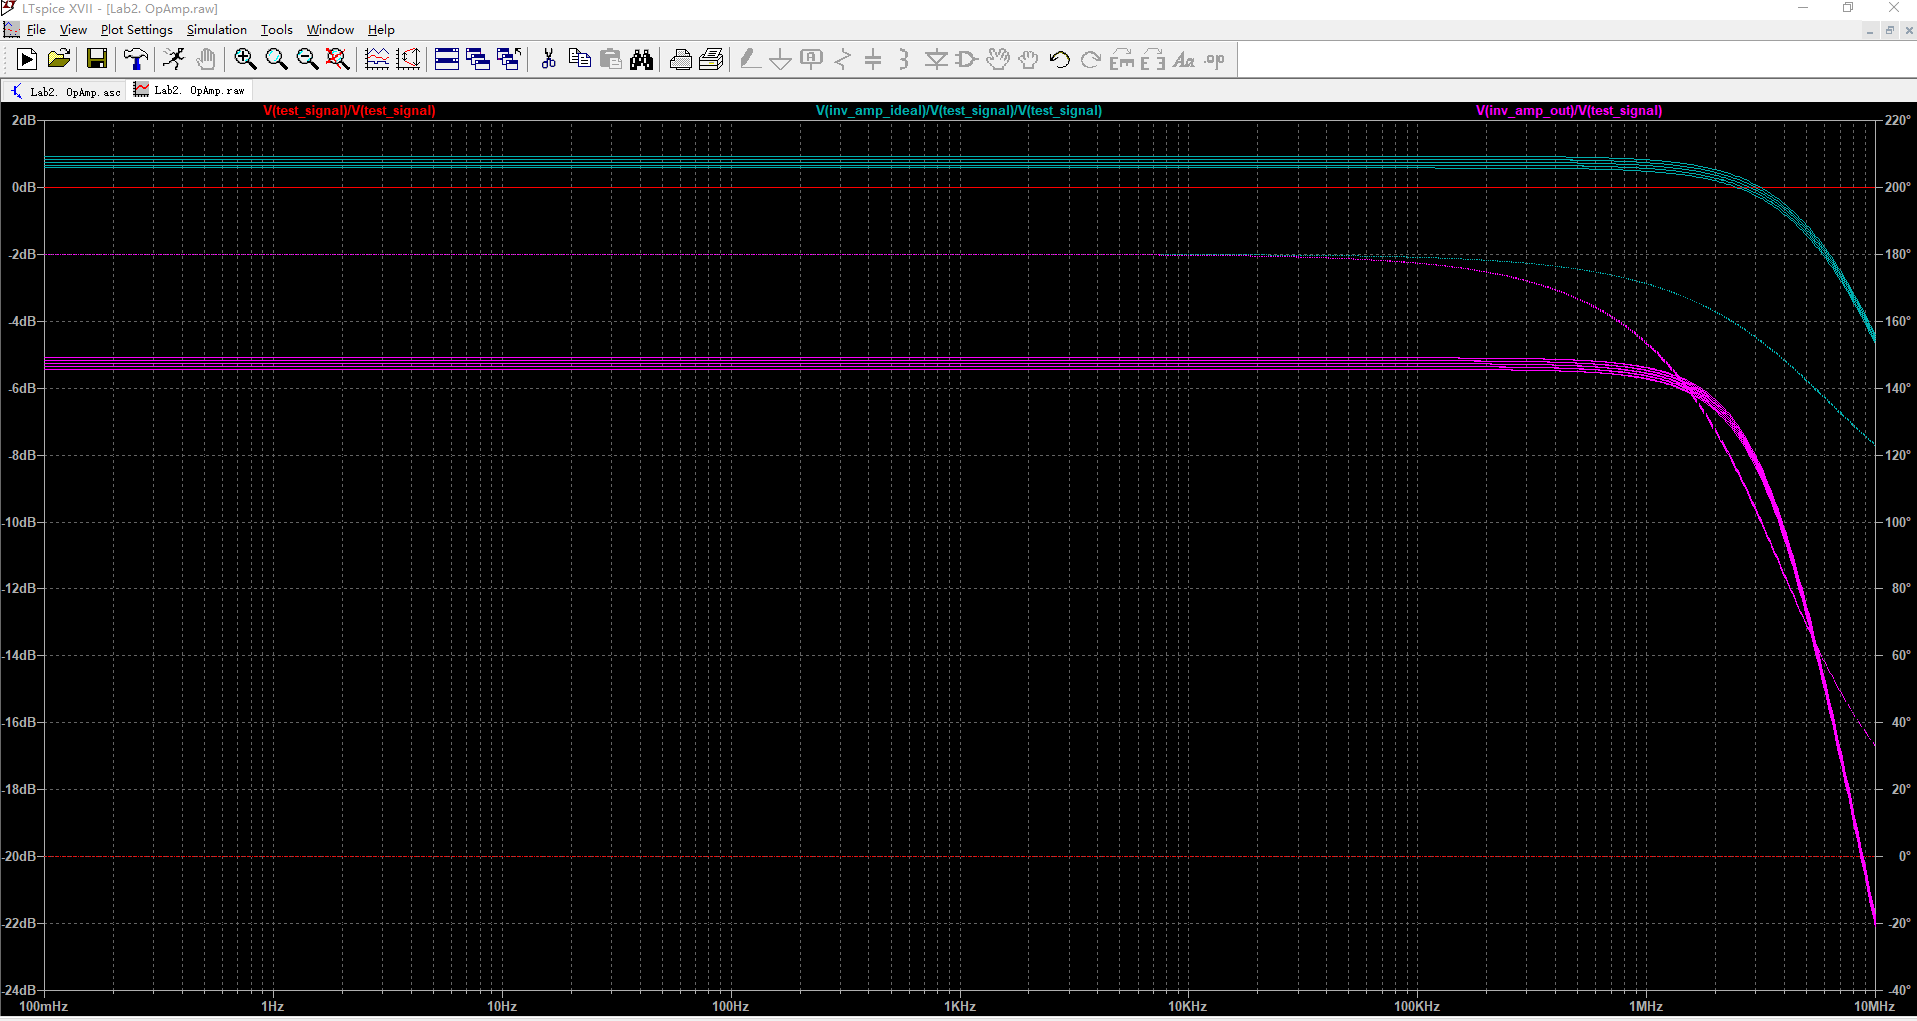 LTspice XVII - [Lab2. OpAmp.raw]
File View Plot Settings Simulation Tools Window Help
Lab2. OpAmp.asc Lab2. OpAmp.raw
V(test_signal)/V(test_signal) V(inv_amp_ideal)/V(test_signal)/V(test_signal) V(inv_amp_out)/V(test_signal)
2dB 220°
0dB 200°
-2dB 180°
-4dB 160°
-6dB 140°
-8dB 120°
-10dB 100°
-12dB 80°
-14dB 60°
-16dB 40°
-18dB 20°
-20dB 0°
-22dB -20°
-24dB -40°
100mHz 1Hz 10Hz 100Hz 1KHz 10KHz 100KHz 1MHz 10MHz